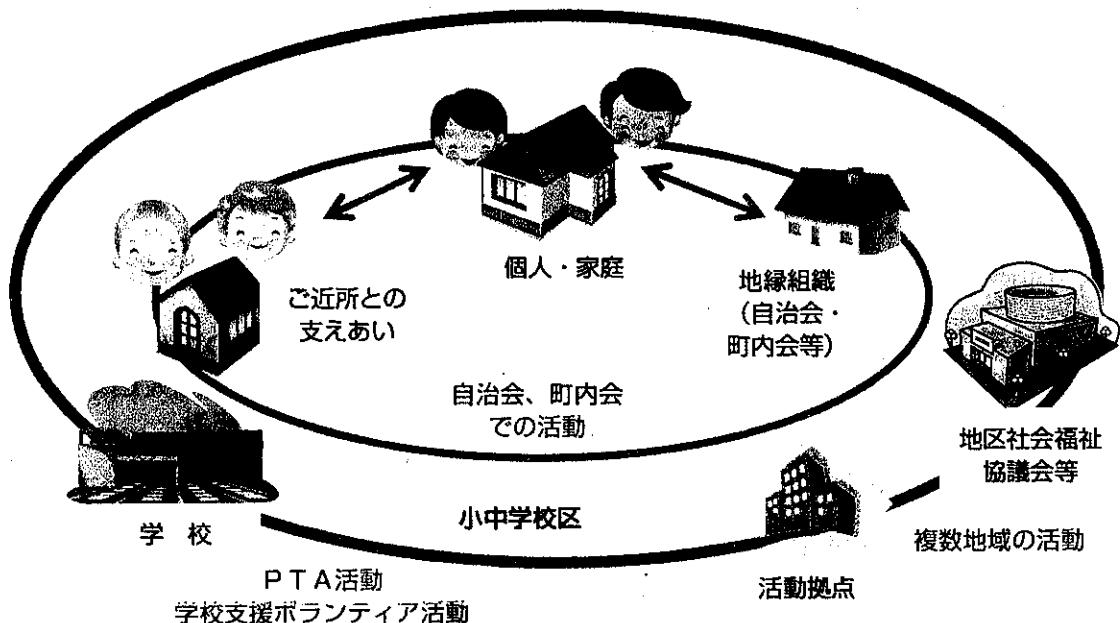 個人・家庭
ご近所との
支えあい
地縁組織
（自治会・
町内会等）
自治会、町内会
での活動
地区社会福祉
協議会等
小中学校区
学　校
複数地域の活動
ＰＴＡ活動
学校支援ボランティア活動
活動拠点